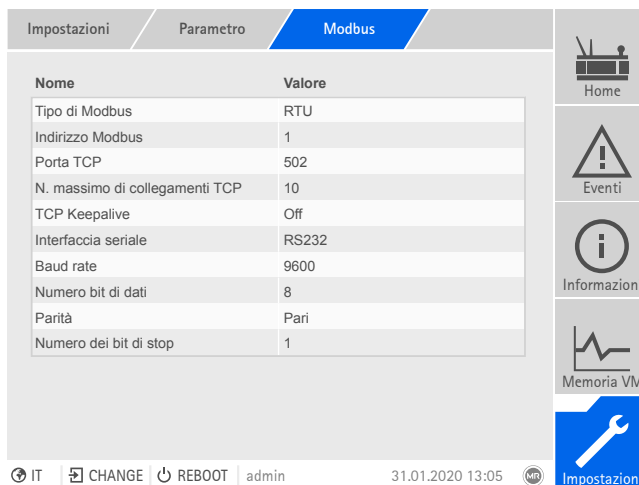 Impostazioni Parametro Modbus
Nome Valore
Tipo di Modbus RTU
Indirizzo Modbus 1
Porta TCP 502
N. massimo di collegamenti TCP 10
TCP Keepalive Off
Interfaccia seriale RS232
Baud rate 9600
Numero bit di dati 8
Parità Pari
Numero dei bit di stop 1
Home
Eventi
Informazion
Memoria VM
Impostazion
IT CHANGE REBOOT admin 31.01.2020 13:05 MR